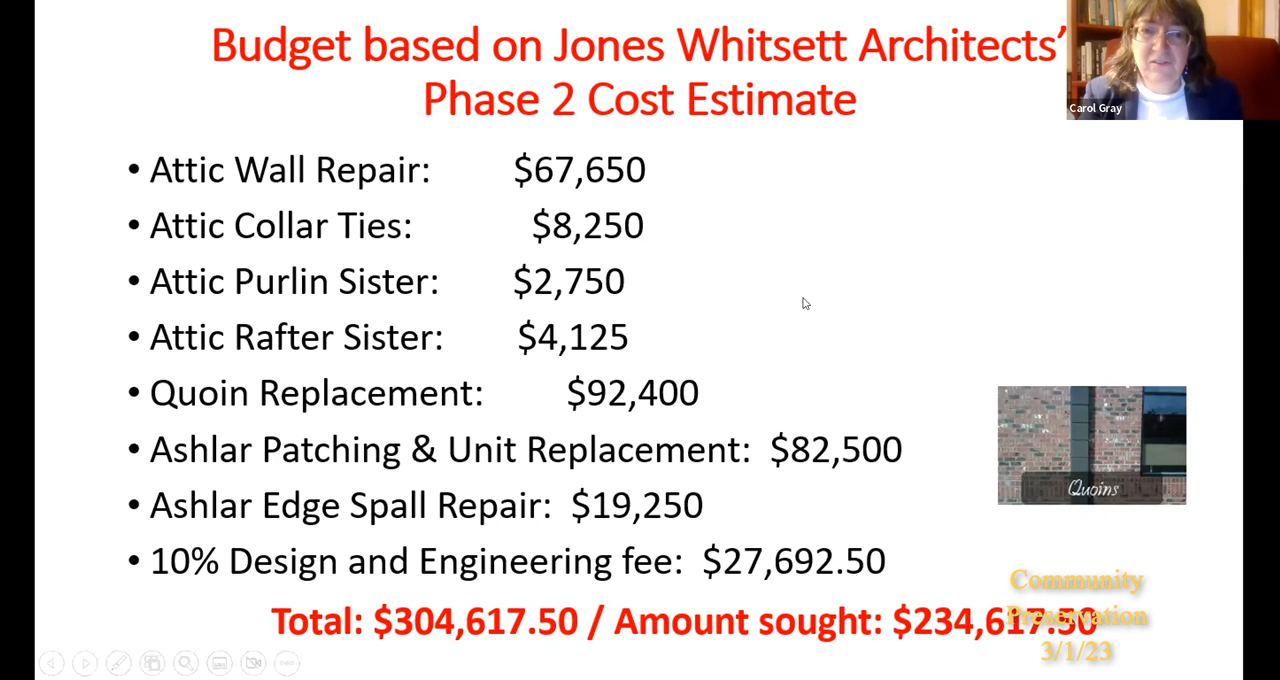 Budget based on Jones Whitsett Architects’
Phase 2 Cost Estimate
Carol Gray
• Attic Wall Repair: $67,650
• Attic Collar Ties: $8,250
• Attic Purlin Sister: $2,750
• Attic Rafter Sister: $4,125
• Quoin Replacement: $92,400
• Ashlar Patching & Unit Replacement: $82,500
• Ashlar Edge Spall Repair: $19,250
Quoins
• 10% Design and Engineering fee: $27,692.50
Total: $304,617.50 / Amount sought: $234,617.50
Community
Preservation
3/1/23